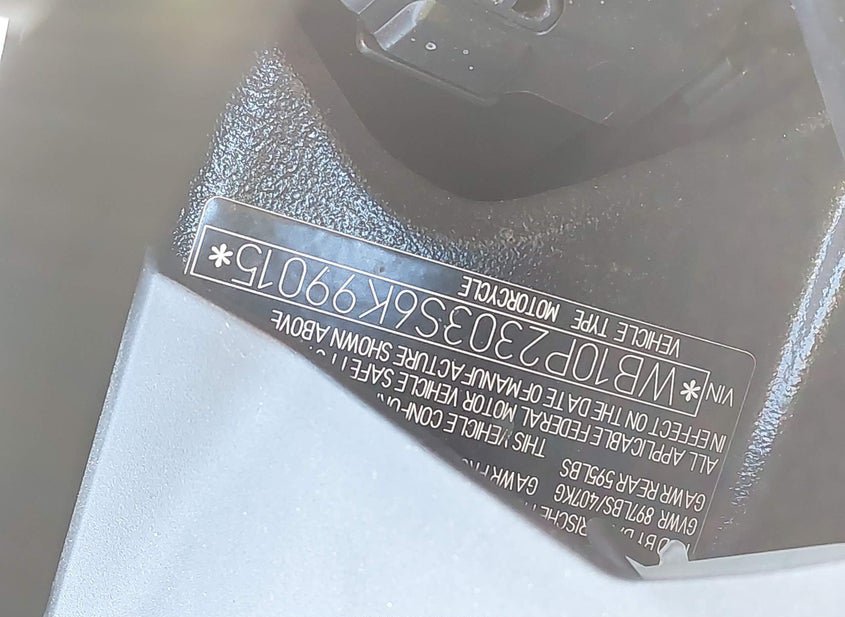 GVWR 897LBS/407KG GAWR
GAWR REAR 595LBS
THIS VEHICLE
ALL APPLICABLE FEDERAL MOTOR VEHICLE
IN EFFECT ON THE DATE OF MANUFACTURE SHOWN ABOVE
VIN *WB10P2303S6K99015*
VEHICLE TYPE MOTORCYCLE